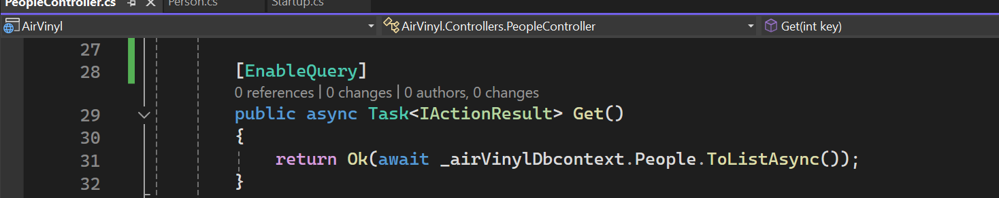 PeopleController.cs Person.cs Startup.cs
AirVinyl AirVinyl.Controllers.PeopleController Get(int key)
27
28 [EnableQuery]
0 references | 0 changes | 0 authors, 0 changes
29 public async Task<IActionResult> Get()
30 {
31 return Ok(await _airVinylDbcontext.People.ToListAsync());
32 }